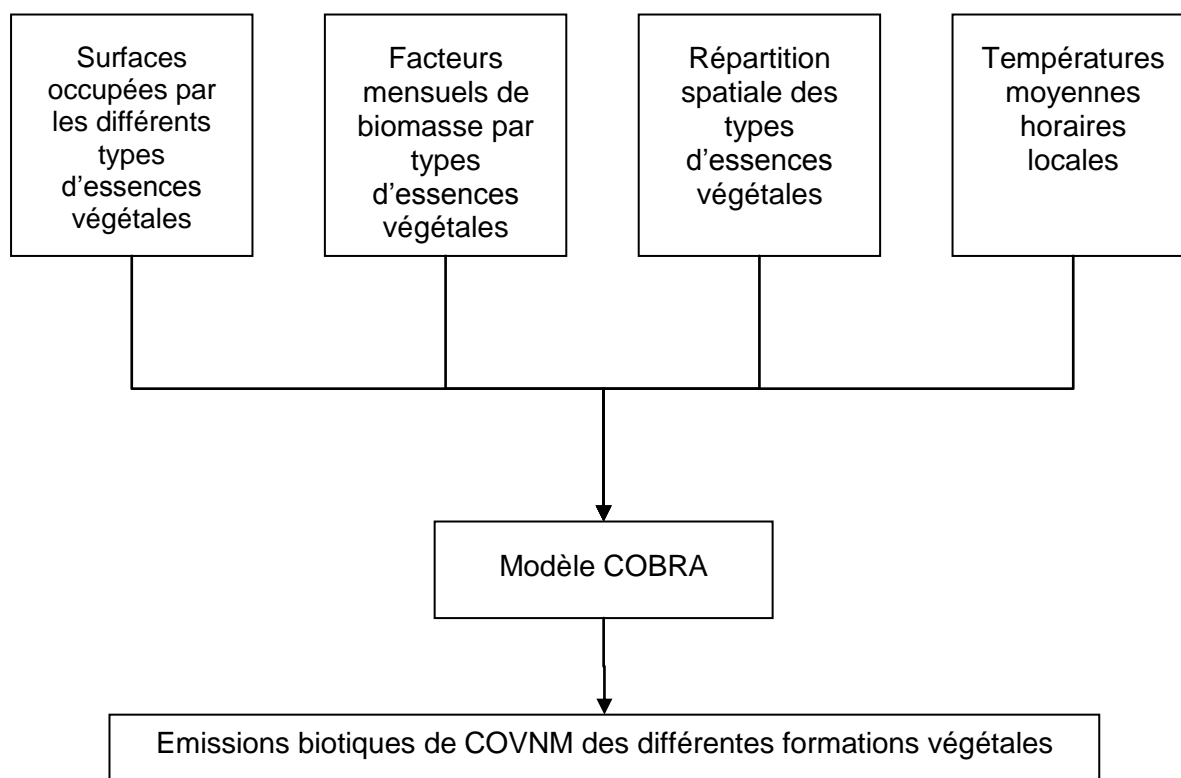 Surfaces
occupées par
les différents
types
d'essences
végétales
Facteurs
mensuels de
biomasse par
types
d'essences
végétales
Répartition
spatiale des
types
d'essences
végétales
Températures
moyennes
horaires
locales
Modèle COBRA
Emissions biotiques de COVNM des différentes formations végétales